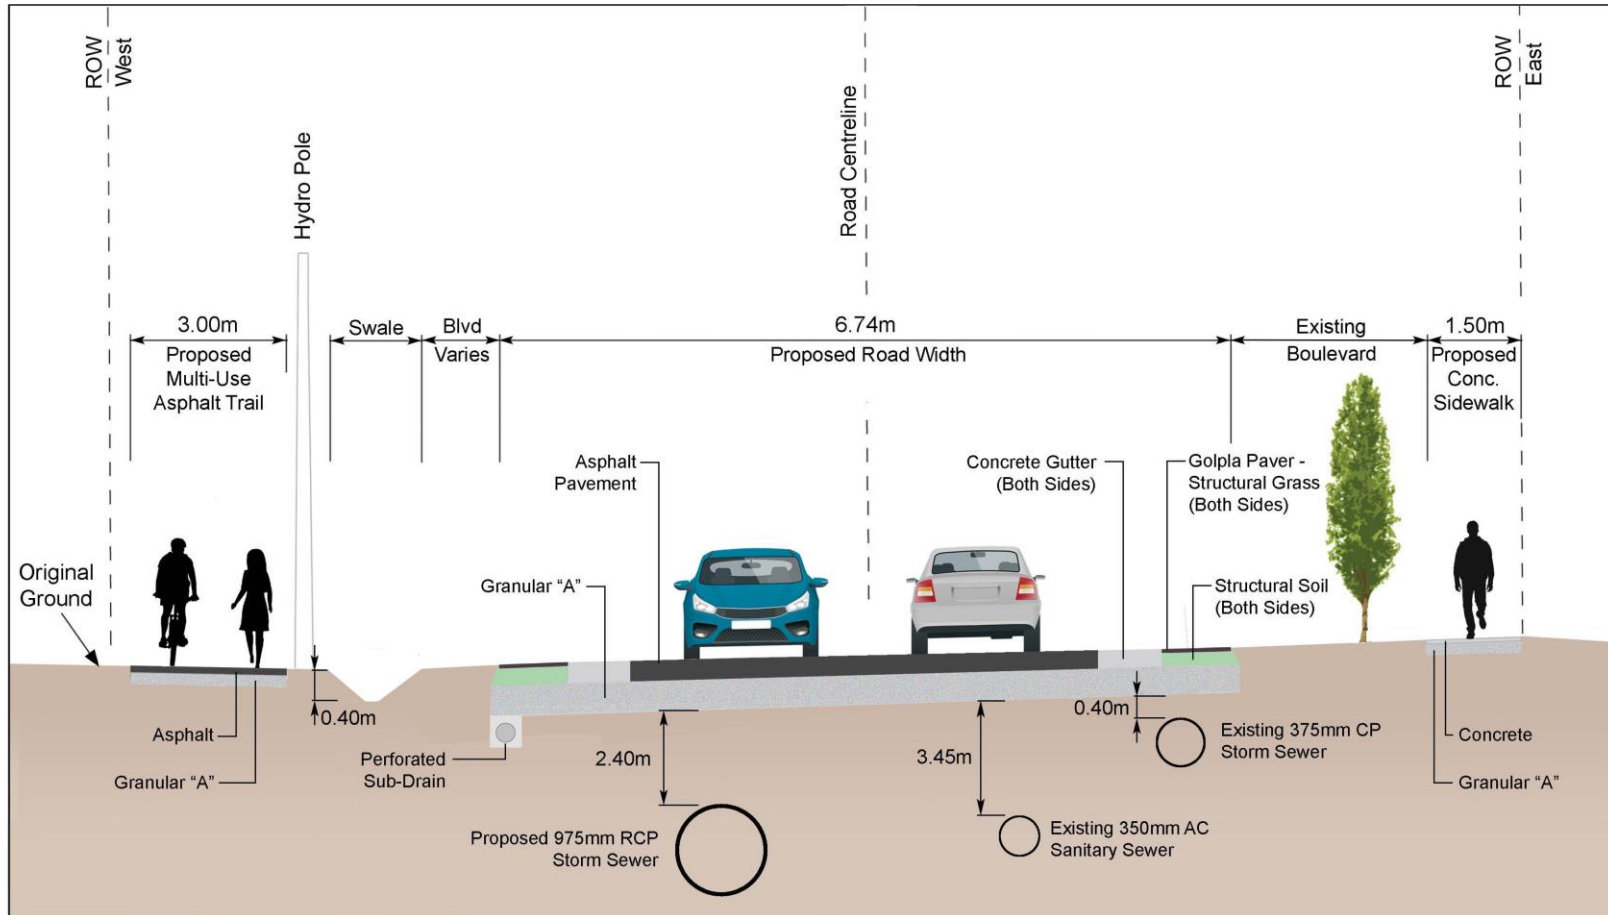 ROW
West
Hydro Pole
Road Centreline
ROW
East
3.00m
Proposed
Multi-Use
Asphalt Trail
Swale
Blvd
Varies
6.74m
Proposed Road Width
Existing
Boulevard
1.50m
Proposed
Conc.
Sidewalk
Asphalt
Pavement
Concrete Gutter
(Both Sides)
Golpla Paver -
Structural Grass
(Both Sides)
Original
Ground
Granular “A”
Structural Soil
(Both Sides)
0.40m
Asphalt
Granular “A”
Perforated
Sub-Drain
2.40m
3.45m
0.40m
Existing 375mm CP
Storm Sewer
Concrete
Granular “A”
Proposed 975mm RCP
Storm Sewer
Existing 350mm AC
Sanitary Sewer